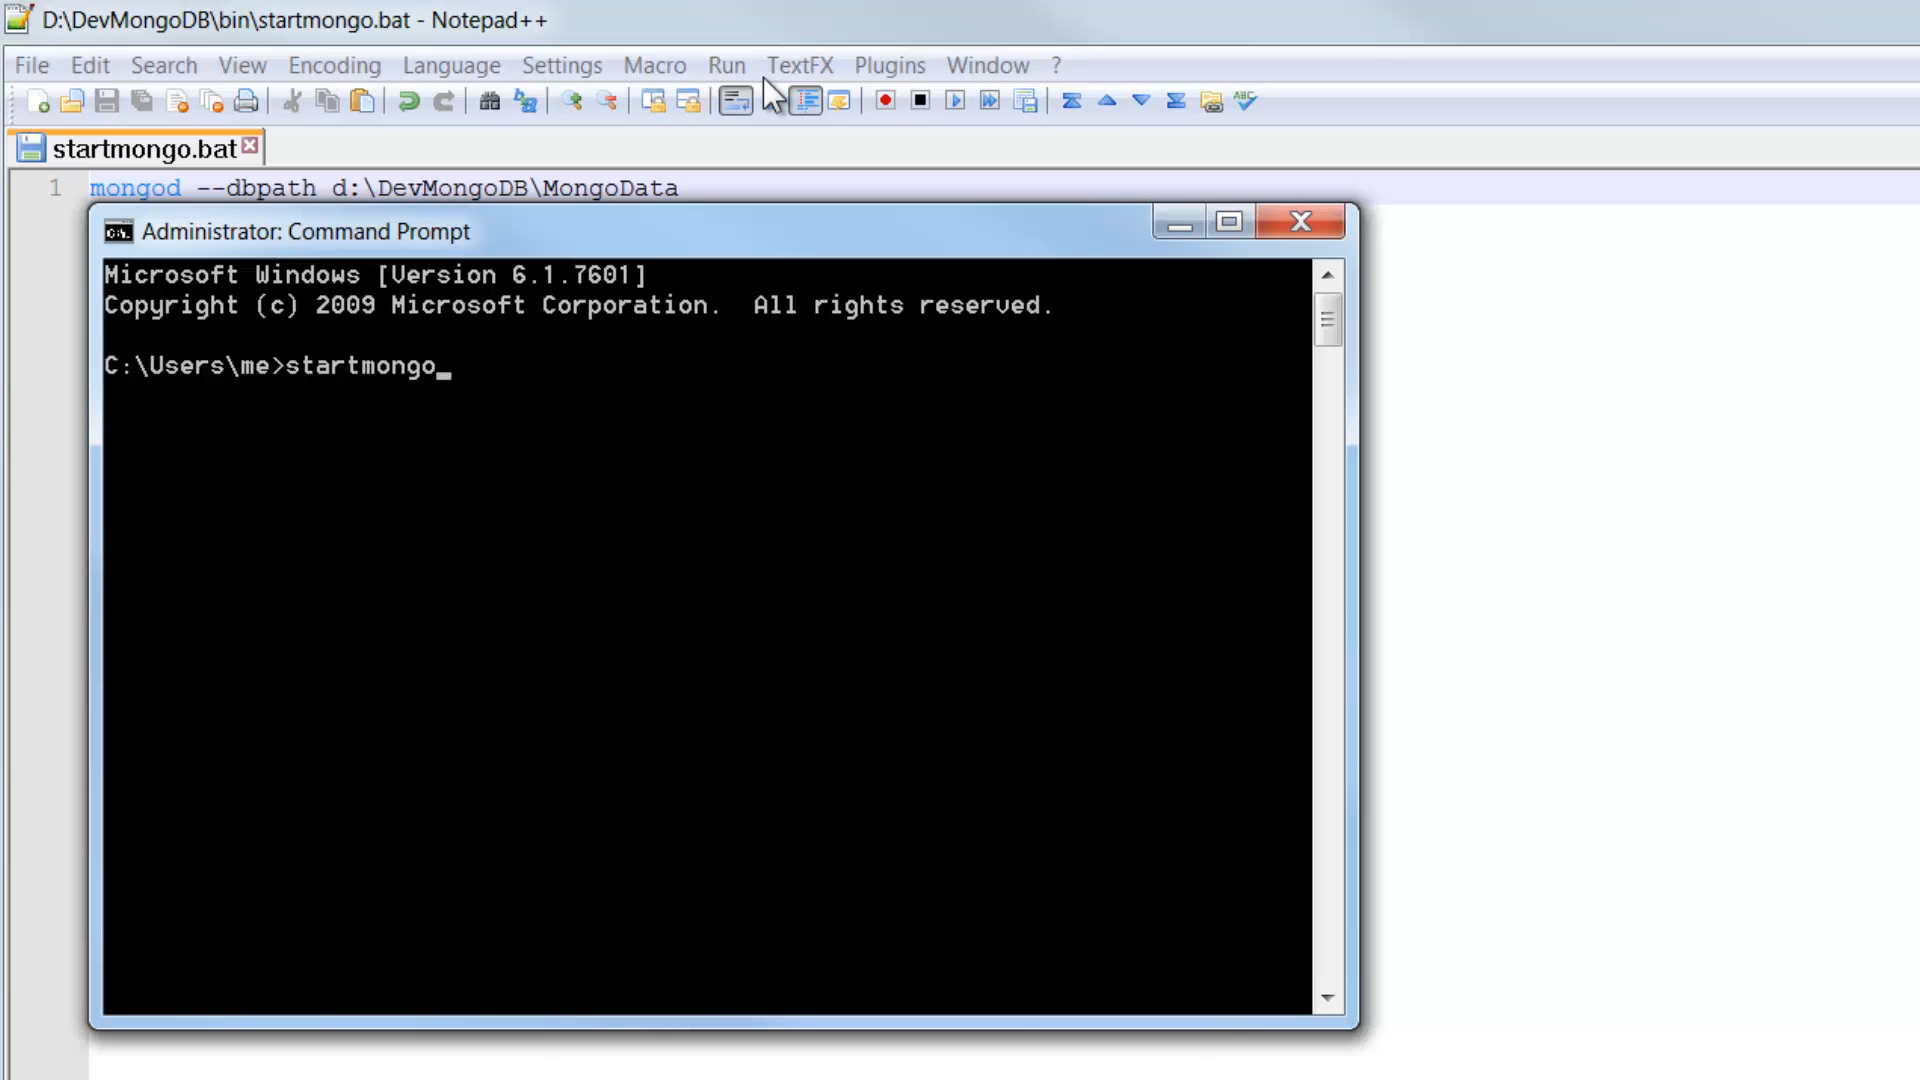 D:\DevMongoDB\bin\startmongo.bat - Notepad++
File Edit Search View Encoding Language Settings Macro Run TextFX Plugins Window ?
startmongo.bat
1 mongod --dbpath d:\DevMongoDB\MongoData
Administrator: Command Prompt
Microsoft Windows [Version 6.1.7601]
Copyright (c) 2009 Microsoft Corporation.  All rights reserved.
C:\Users\me>startmongo_